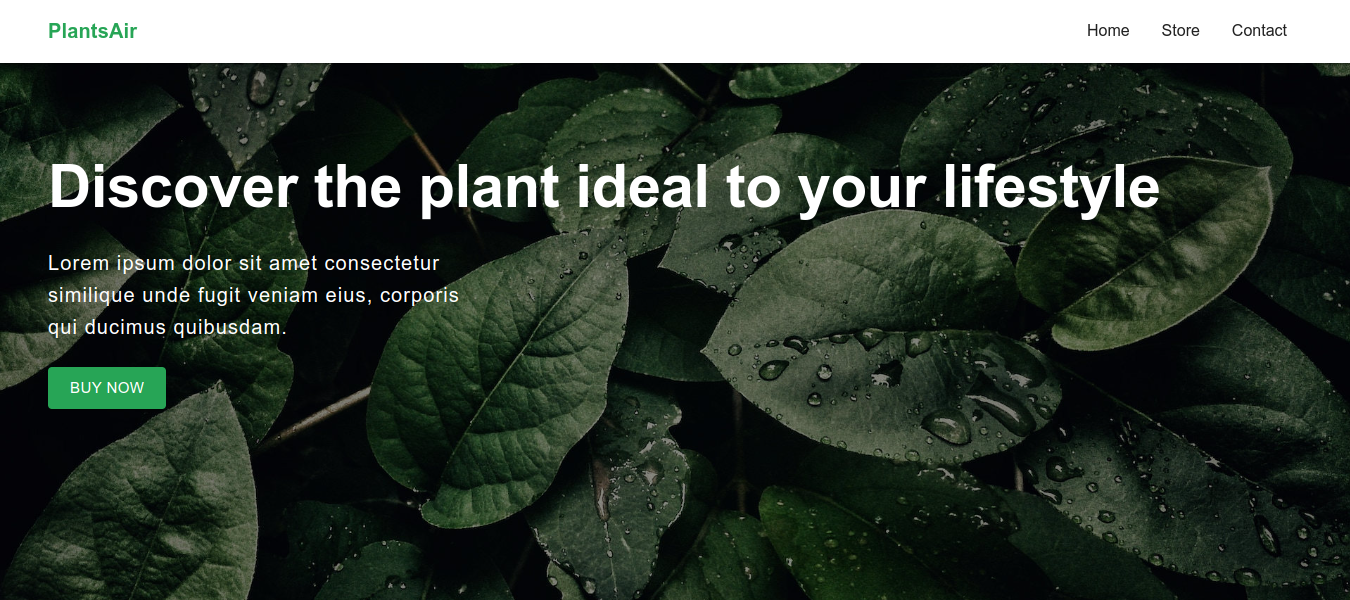 PlantsAir
Home Store Contact
Discover the plant ideal to your lifestyle
Lorem ipsum dolor sit amet consectetur
similique unde fugit veniam eius, corporis
qui ducimus quibusdam.
BUY NOW